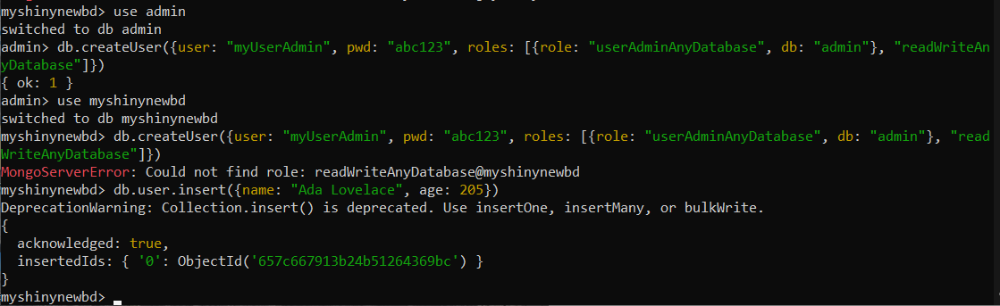 myshinynewbd> use admin
switched to db admin
admin> db.createUser({user: "myUserAdmin", pwd: "abc123", roles: [{role: "userAdminAnyDatabase", db: "admin"}, "readWriteAn
yDatabase"]})
{ ok: 1 }
admin> use myshinynewbd
switched to db myshinynewbd
myshinynewbd> db.createUser({user: "myUserAdmin", pwd: "abc123", roles: [{role: "userAdminAnyDatabase", db: "admin"}, "read
WriteAnyDatabase"]})
MongoServerError: Could not find role: readWriteAnyDatabase@myshinynewbd
myshinynewbd> db.user.insert({name: "Ada Lovelace", age: 205})
DeprecationWarning: Collection.insert() is deprecated. Use insertOne, insertMany, or bulkWrite.
{
  acknowledged: true,
  insertedIds: { '0': ObjectId('657c667913b24b51264369bc') }
}
myshinynewbd>